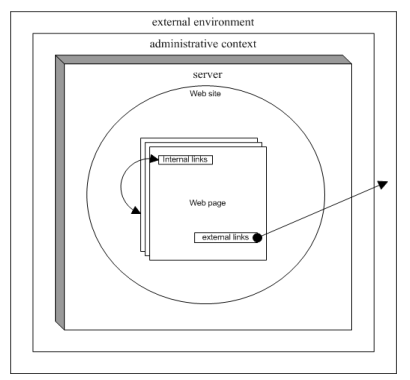 external environment
administrative context
server
Web site
Internal links
Web page
external links